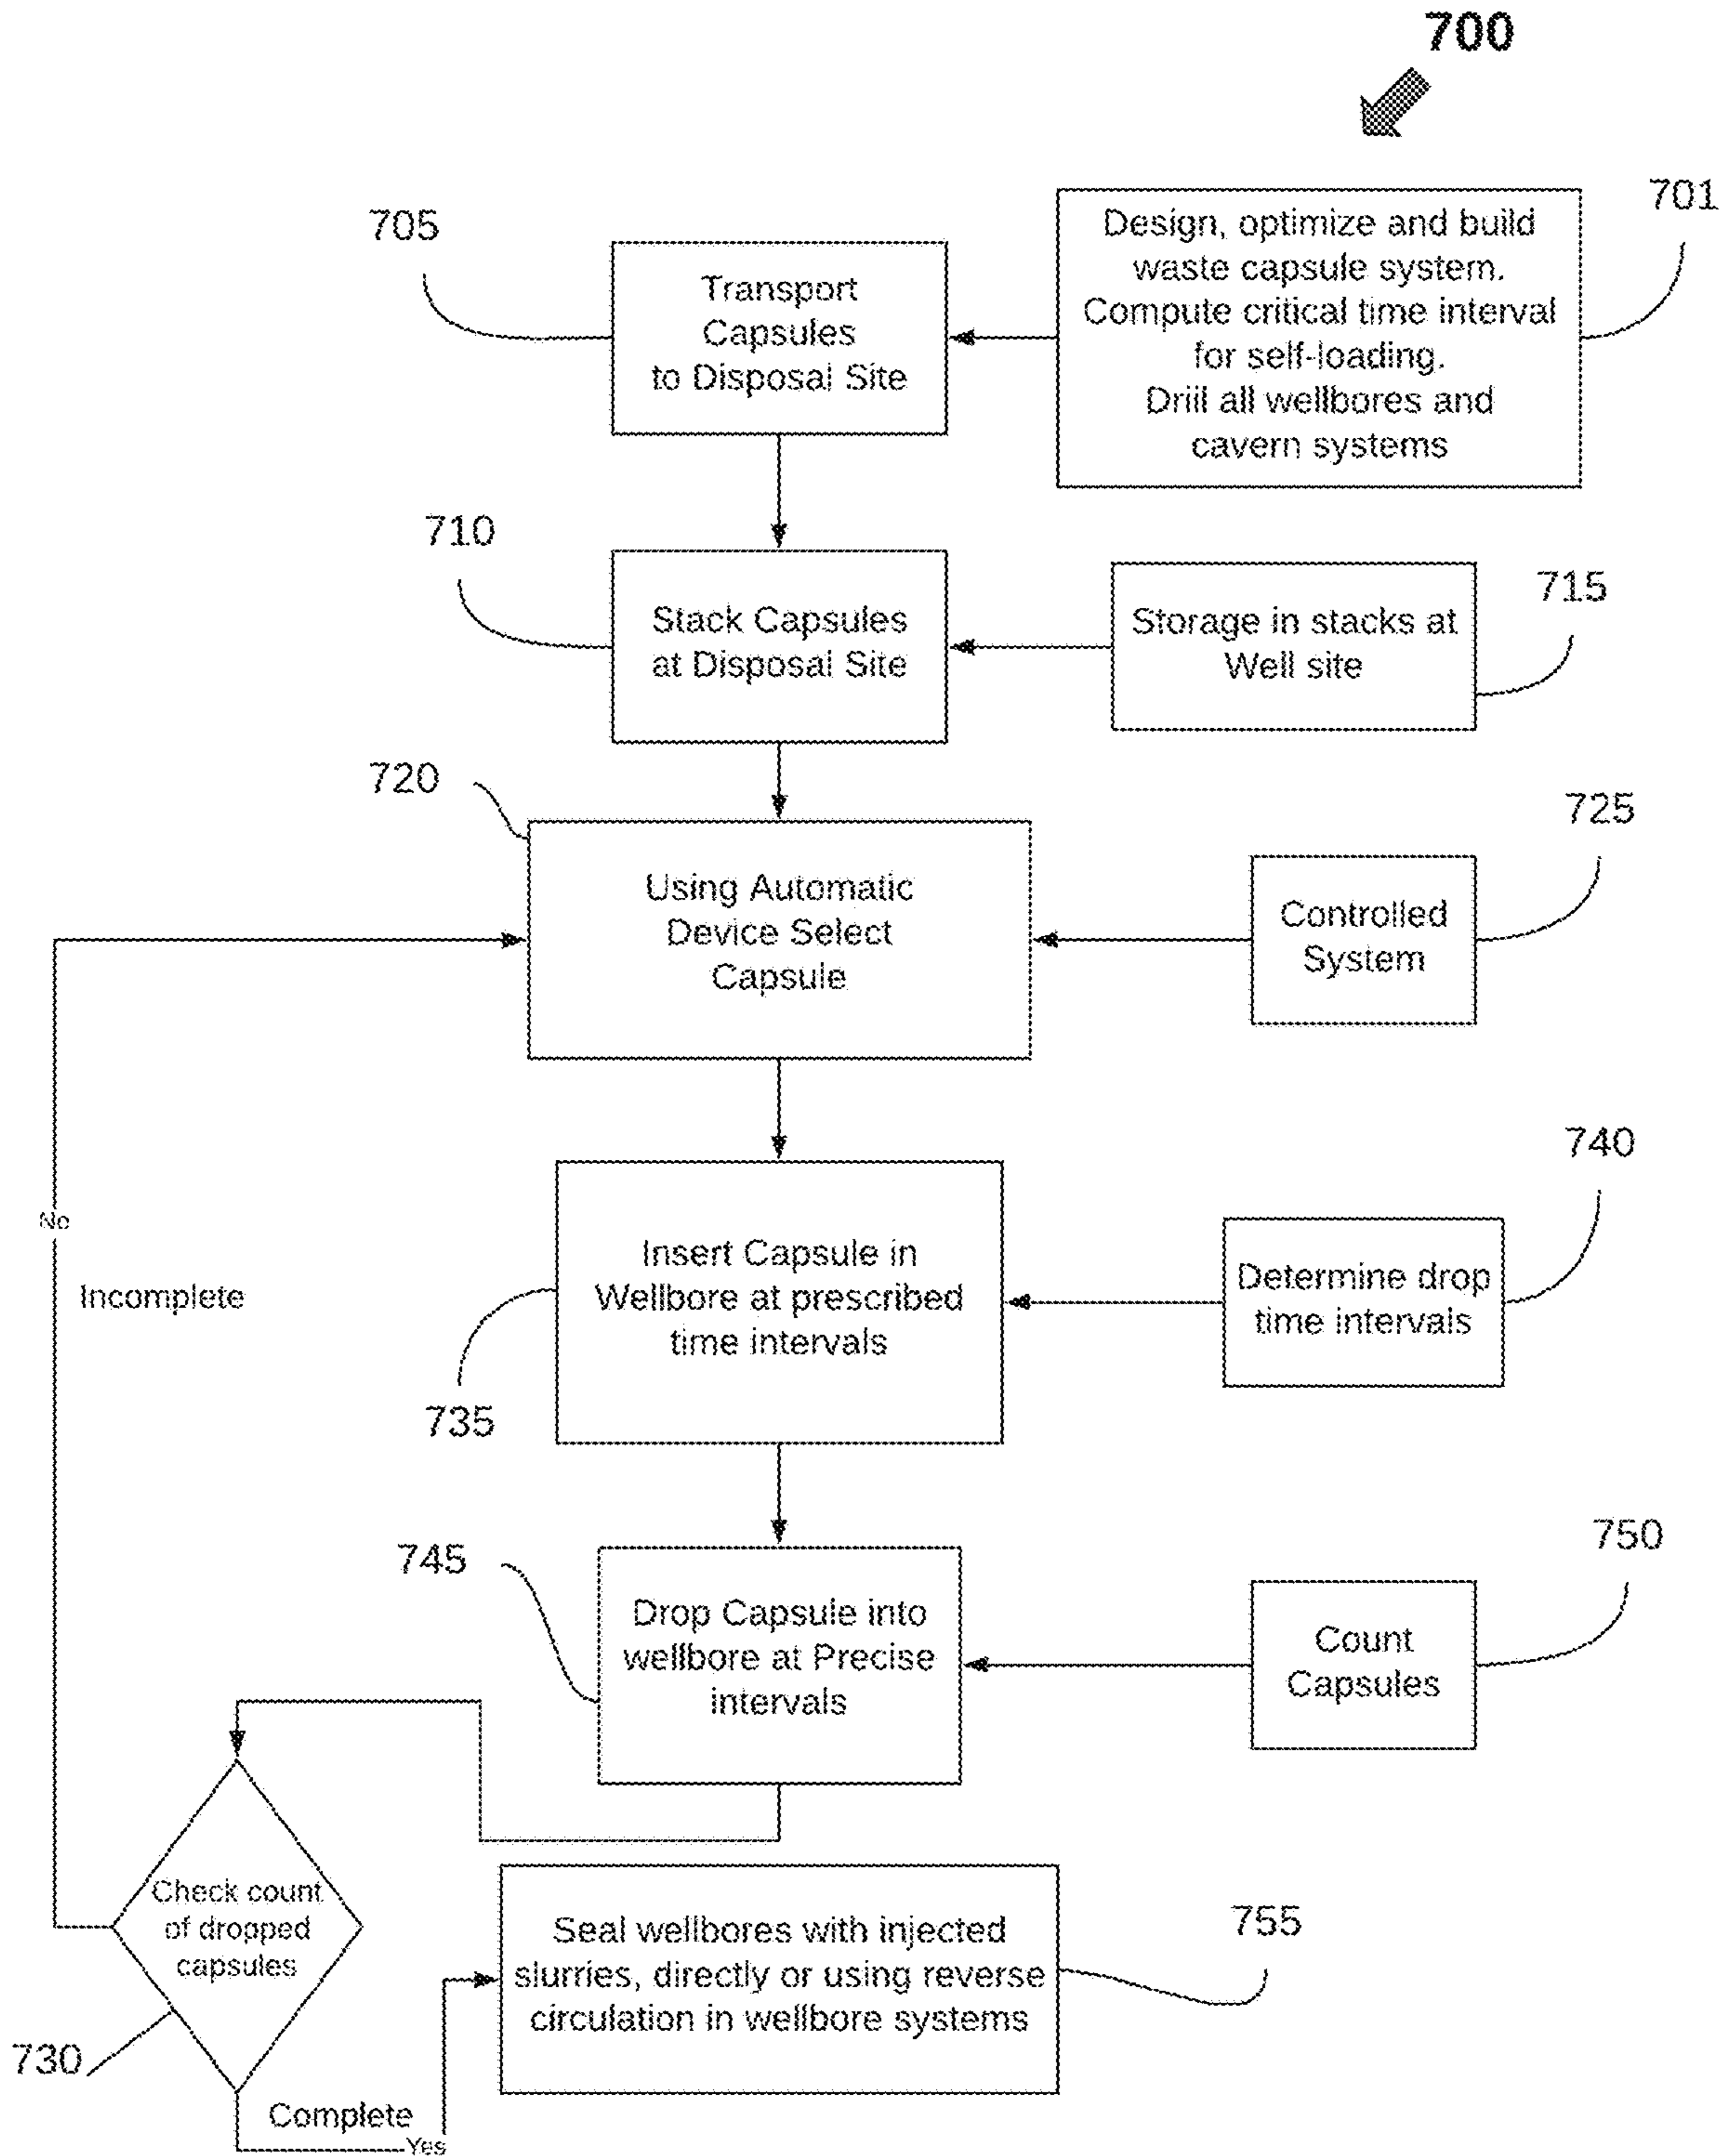 700
701
Design, optimize and build
waste capsule system.
Compute critical time interval
for self-loading.
Driil all wellbores and
cavern systems
705
Transport
Capsules
to Disposal Site
710
Stack Capsules
at Disposal Site
715
Storage in stacks at
Well site
720
Using Automatic
Device Select
Capsule
725
Controlled
System
No
Incomplete
735
Insert Capsule in
Wellbore at prescribed
time intervals
740
Determine drop
time intervals
745
Drop Capsule into
wellbore at Precise
intervals
750
Count
Capsules
Check count
of dropped
capsules
730
Complete
Yes
Seal wellbores with injected
slurries, directly or using reverse
circulation in wellbore systems
755